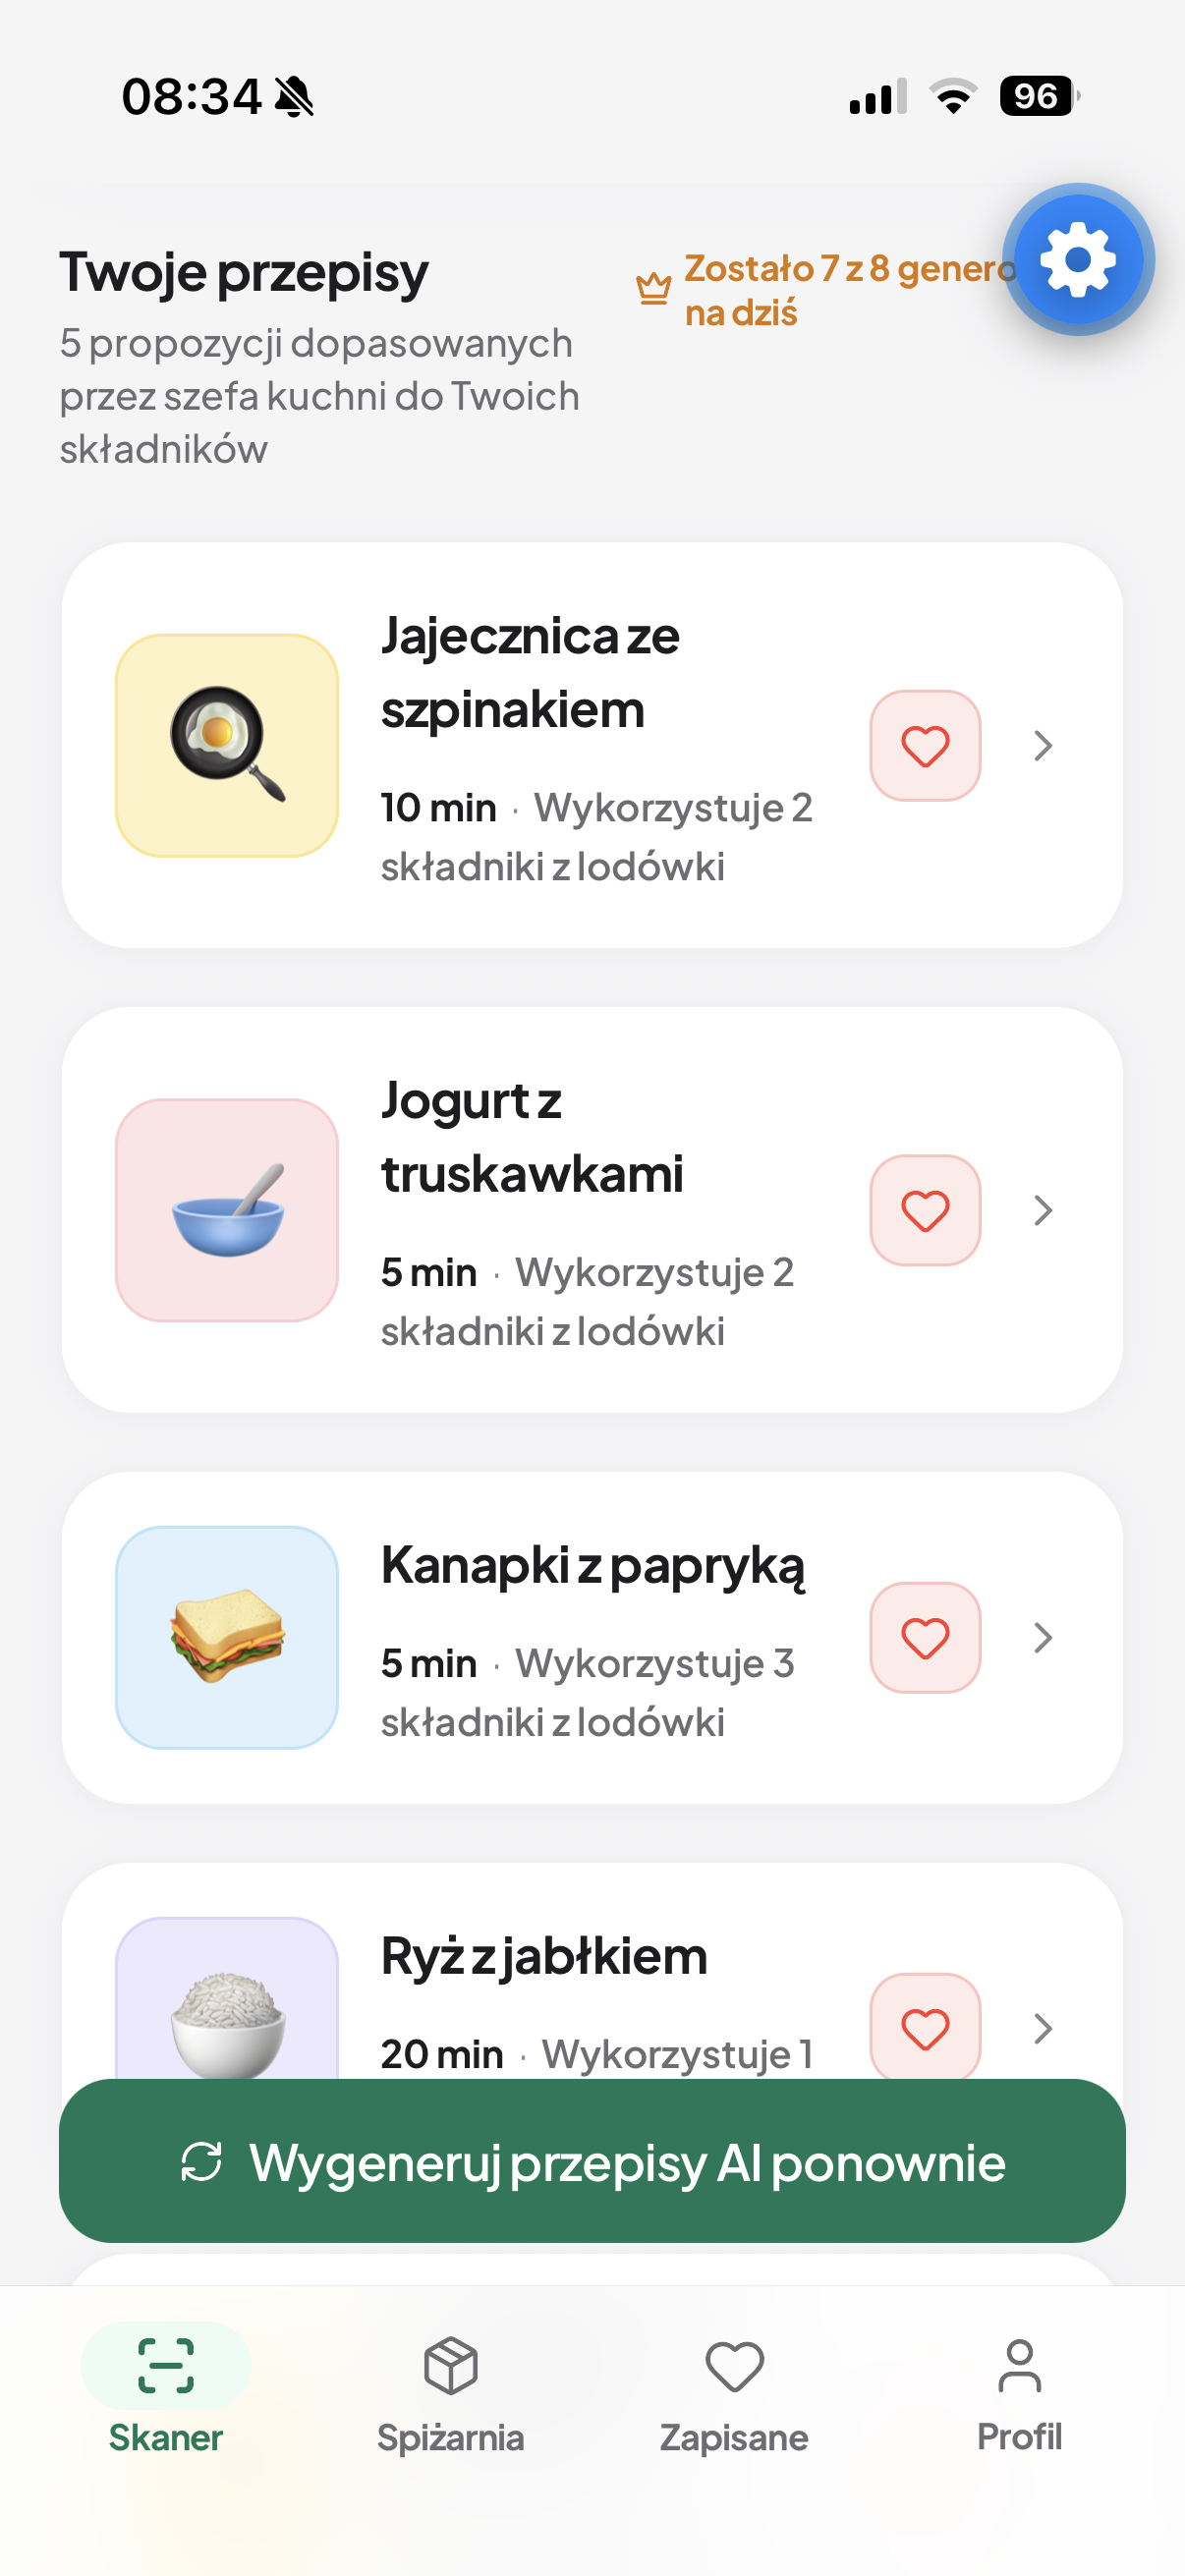 08:34
96
Twoje przepisy
Zostało 7 z 8
na dziś
5 propozycji dopasowanych
przez szefa kuchni do Twoich
składników
Jajecznica ze
szpinakiem
10 min · Wykorzystuje 2
składniki z lodówki
Jogurt z
truskawkami
5 min · Wykorzystuje 2
składniki z lodówki
Kanapki z papryką
5 min · Wykorzystuje 3
składniki z lodówki
Ryż z jabłkiem
20 min · Wykorzystuje 1
Wygeneruj przepisy AI ponownie
Skaner
Spiżarnia
Zapisane
Profil